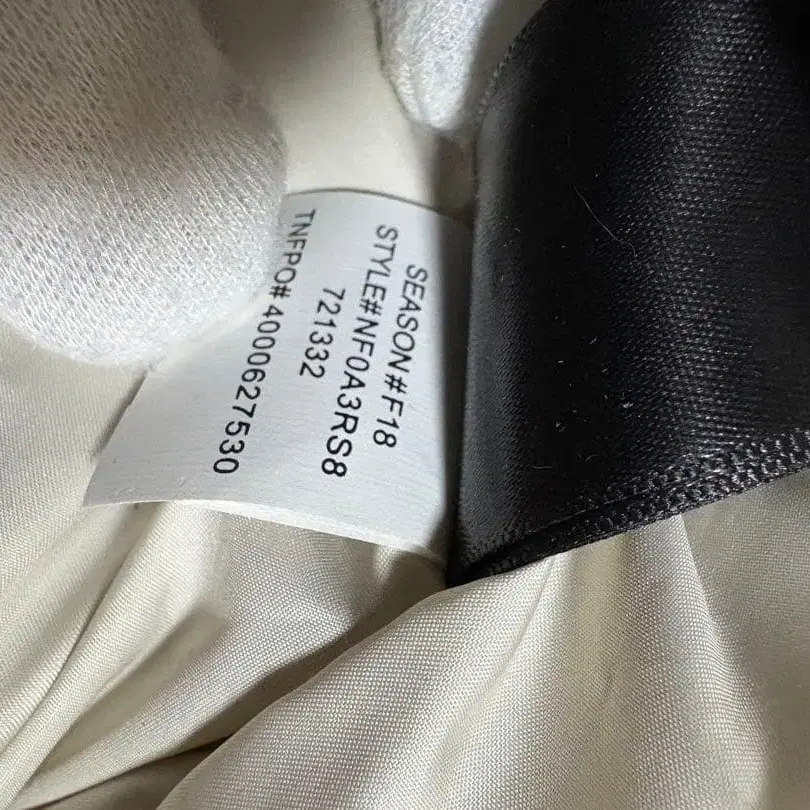 SEASON#F18
STYLE#NF0A3RS8
721332
TNFPO#4000627530